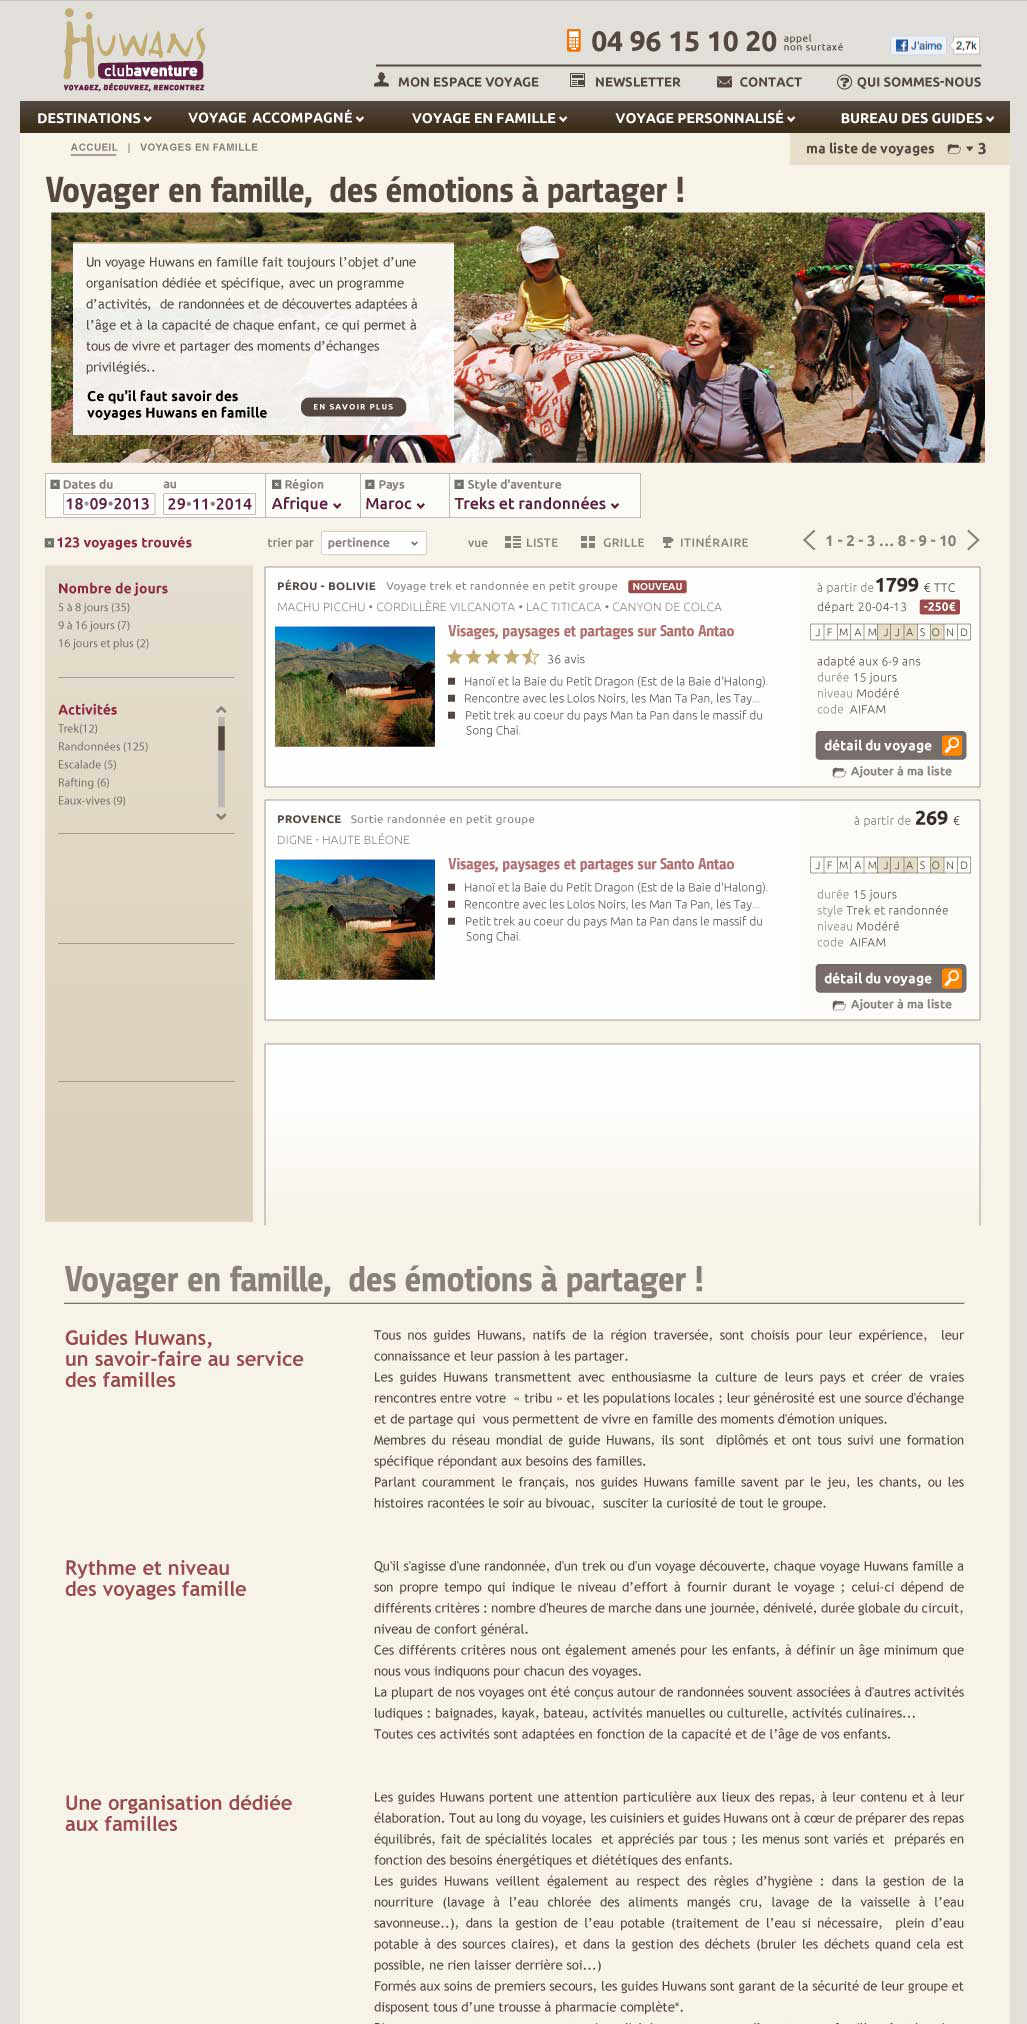 HUWANS
clubaventure
VOYAGEZ, DÉCOUVREZ, RENCONTREZ
04 96 15 10 20 appel
non surtaxé
J'aime 2,7k
MON ESPACE VOYAGE NEWSLETTER CONTACT QUI SOMMES-NOUS
DESTINATIONS VOYAGE ACCOMPAGNÉ VOYAGE EN FAMILLE VOYAGE PERSONNALISÉ BUREAU DES GUIDES
ACCUEIL | VOYAGES EN FAMILLE
ma liste de voyages 3
Voyager en famille, des émotions à partager !
Un voyage Huwans en famille fait toujours l'objet d'une
organisation dédiée et spécifique, avec un programme
d'activités, de randonnées et de découvertes adaptées à
l'âge et à la capacité de chaque enfant, ce qui permet à
tous de vivre et partager des moments d'échanges
privilégiés..
Ce qu'il faut savoir des
voyages Huwans en famille
EN SAVOIR PLUS
Dates du au Région Pays Style d'aventure
18•09•2013 29•11•2014 Afrique Maroc Treks et randonnées
123 voyages trouvés
trier par pertinence vue LISTE GRILLE ITINÉRAIRE 1 - 2 - 3 ... 8 - 9 - 10
Nombre de jours
5 à 8 jours (35)
9 à 16 jours (7)
16 jours et plus (2)
Activités
Trek(12)
Randonnées (125)
Escalade (5)
Rafting (6)
Eaux-vives (9)
PÉROU - BOLIVIE Voyage trek et randonnée en petit groupe NOUVEAU
MACHU PICCHU • CORDILLÈRE VILCANOTA • LAC TITICACA • CANYON DE COLCA
Visages, paysages et partages sur Santo Antao
36 avis
Hanoï et la Baie du Petit Dragon (Est de la Baie d'Halong).
Rencontre avec les Lolos Noirs, les Man Ta Pan, les Tay...
Petit trek au coeur du pays Man ta Pan dans le massif du
Song Chai.
à partir de 1799 € TTC
départ 20-04-13 -250€
J F M A M J J A S O N D
adapté aux 6-9 ans
durée 15 jours
niveau Modéré
code AIFAM
détail du voyage
Ajouter à ma liste
PROVENCE Sortie randonnée en petit groupe
DIGNE - HAUTE BLÉONE
Visages, paysages et partages sur Santo Antao
Hanoï et la Baie du Petit Dragon (Est de la Baie d'Halong).
Rencontre avec les Lolos Noirs, les Man Ta Pan, les Tay...
Petit trek au coeur du pays Man ta Pan dans le massif du
Song Chai.
à partir de 269 €
J F M A M J J A S O N D
durée 15 jours
style Trek et randonnée
niveau Modéré
code AIFAM
détail du voyage
Ajouter à ma liste
Voyager en famille, des émotions à partager !
Guides Huwans,
un savoir-faire au service
des familles
Tous nos guides Huwans, natifs de la région traversée, sont choisis pour leur expérience, leur
connaissance et leur passion à les partager.
Les guides Huwans transmettent avec enthousiasme la culture de leurs pays et créer de vraies
rencontres entre votre « tribu » et les populations locales ; leur générosité est une source d'échange
et de partage qui vous permettent de vivre en famille des moments d'émotion uniques.
Membres du réseau mondial de guide Huwans, ils sont diplômés et ont tous suivi une formation
spécifique répondant aux besoins des familles.
Parlant couramment le français, nos guides Huwans famille savent par le jeu, les chants, ou les
histoires racontées le soir au bivouac, susciter la curiosité de tout le groupe.
Rythme et niveau
des voyages famille
Qu'il s'agisse d'une randonnée, d'un trek ou d'un voyage découverte, chaque voyage Huwans famille a
son propre tempo qui indique le niveau d'effort à fournir durant le voyage ; celui-ci dépend de
différents critères : nombre d'heures de marche dans une journée, dénivelé, durée globale du circuit,
niveau de confort général.
Ces différents critères nous ont également amenés pour les enfants, à définir un âge minimum que
nous vous indiquons pour chacun des voyages.
La plupart de nos voyages ont été conçus autour de randonnées souvent associées à d'autres activités
ludiques : baignades, kayak, bateau, activités manuelles ou culturelle, activités culinaires...
Toutes ces activités sont adaptées en fonction de la capacité et de l'âge de vos enfants.
Une organisation dédiée
aux familles
Les guides Huwans portent une attention particulière aux lieux des repas, à leur contenu et à leur
élaboration. Tout au long du voyage, les cuisiniers et guides Huwans ont à cœur de préparer des repas
équilibrés, fait de spécialités locales et appréciés par tous ; les menus sont variés et préparés en
fonction des besoins énergétiques et diététiques des enfants.
Les guides Huwans veillent également au respect des règles d'hygiène : dans la gestion de la
nourriture (lavage à l'eau chlorée des aliments mangés cru, lavage de la vaisselle à l'eau
savonneuse..), dans la gestion de l'eau potable (traitement de l'eau si nécessaire, plein d'eau
potable à des sources claires), et dans la gestion des déchets (bruler les déchets quand cela est
possible, ne rien laisser derrière soi...)
Formés aux soins de premiers secours, les guides Huwans sont garant de la sécurité de leur groupe et
disposent tous d'une trousse à pharmacie complète*.